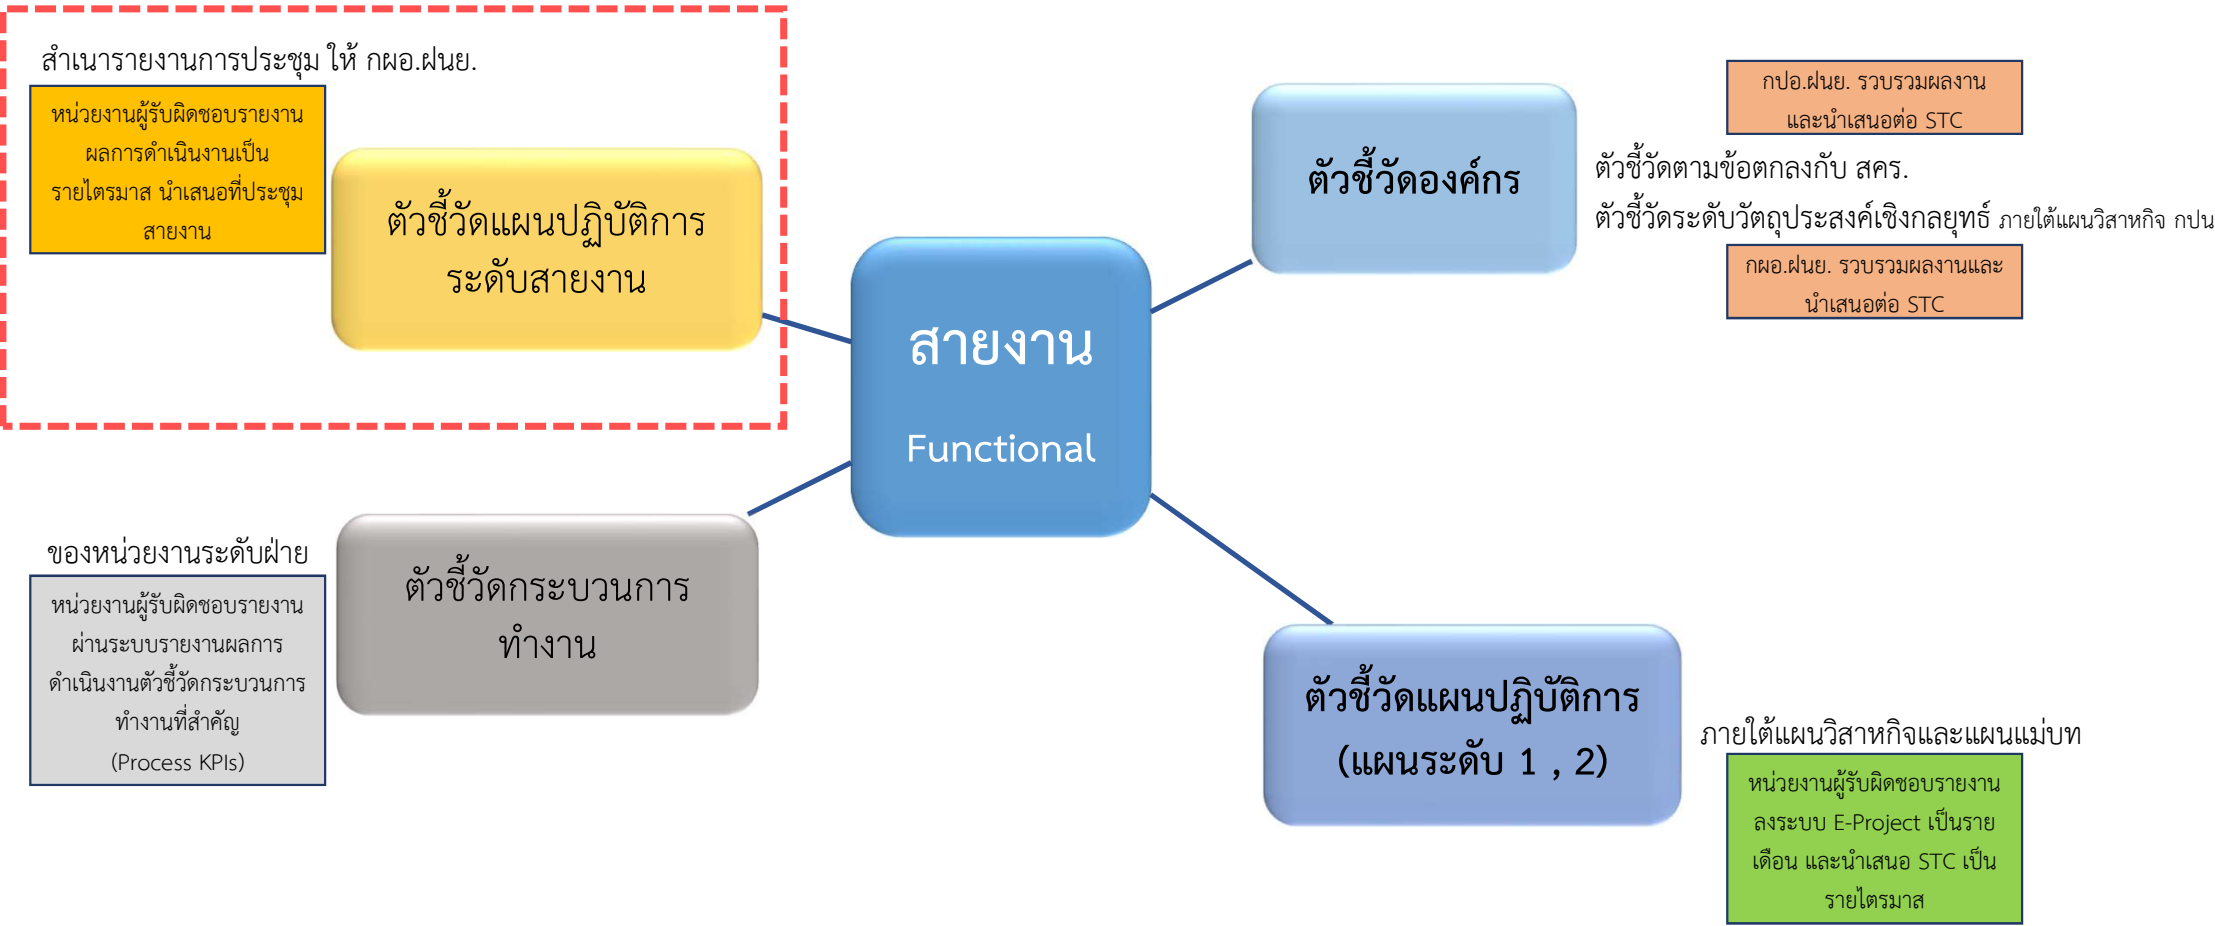 สำเนารายงานการประชุม ให้ กผอ.ฝนย.
หน่วยงานผู้รับผิดชอบรายงาน
ผลการดำเนินงานเป็น
รายไตรมาส นำเสนอที่ประชุม
สายงาน
ตัวชี้วัดแผนปฏิบัติการ
ระดับสายงาน
ตัวชี้วัดองค์กร
กปอ.ฝนย. รวบรวมผลงาน
และนำเสนอต่อ STC
ตัวชี้วัดตามข้อตกลงกับ สคร.
ตัวชี้วัดระดับวัตถุประสงค์เชิงกลยุทธ์ ภายใต้แผนวิสาหกิจ กปน
กผอ.ฝนย. รวบรวมผลงานและ
นำเสนอต่อ STC
สายงาน
Functional
ของหน่วยงานระดับฝ่าย
หน่วยงานผู้รับผิดชอบรายงาน
ผ่านระบบรายงานผลการ
ดำเนินงานตัวชี้วัดกระบวนการ
ทำงานที่สำคัญ
(Process KPIs)
ตัวชี้วัดกระบวนการ
ทำงาน
ตัวชี้วัดแผนปฏิบัติการ
(แผนระดับ 1 , 2)
ภายใต้แผนวิสาหกิจและแผนแม่บท
หน่วยงานผู้รับผิดชอบรายงาน
ลงระบบ E-Project เป็นราย
เดือน และนำเสนอ STC เป็น
รายไตรมาส